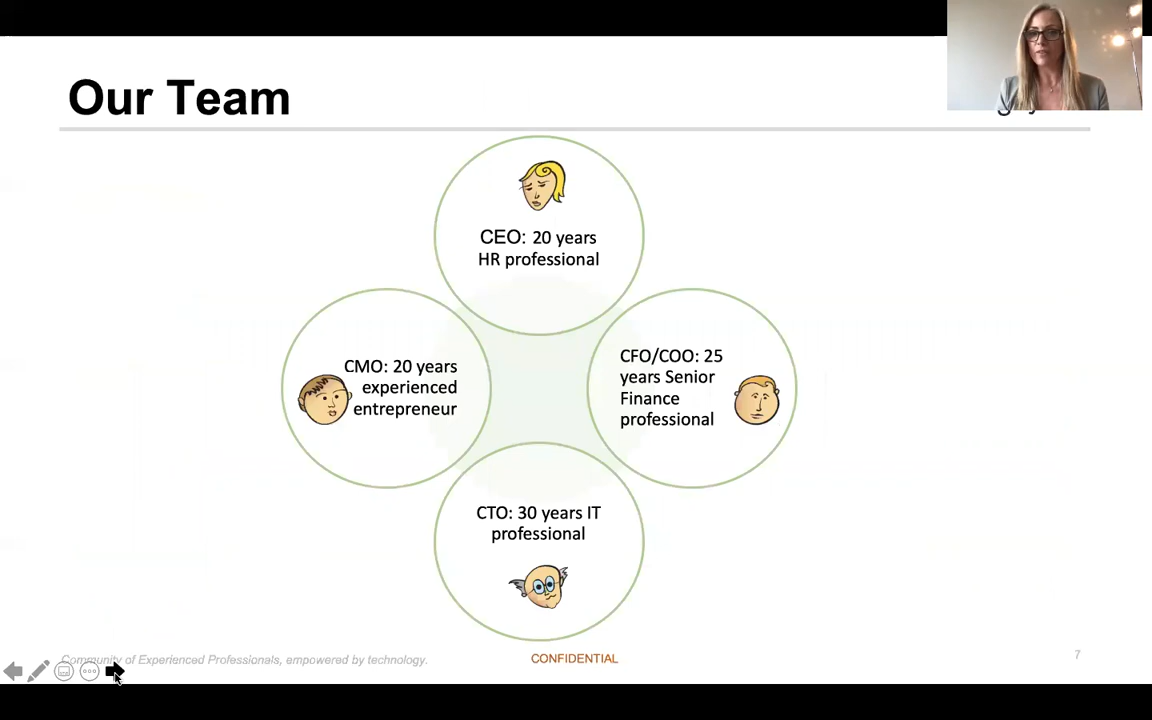 Our Team
CEO: 20 years
HR professional
CMO: 20 years
experienced
entrepreneur
CFO/COO: 25
years Senior
Finance
professional
CTO: 30 years IT
professional
Community of Experienced Professionals, empowered by technology.
CONFIDENTIAL
7